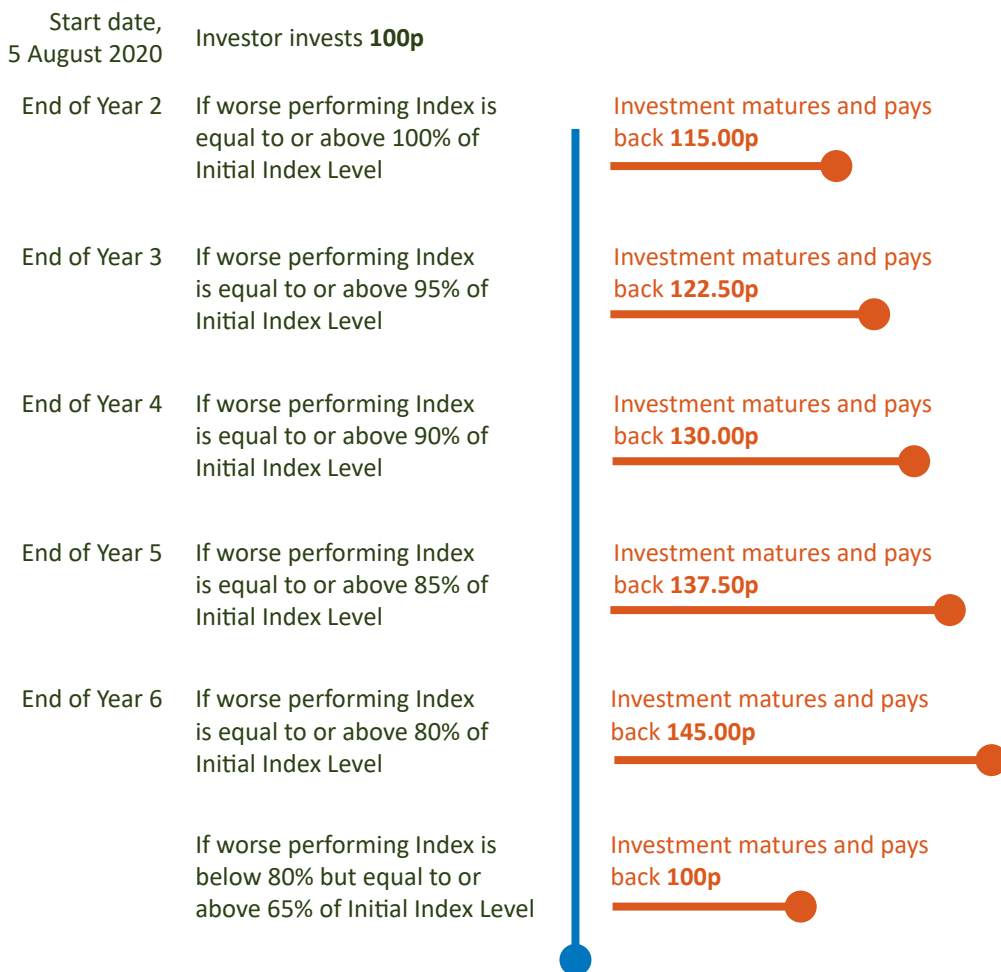 Start date,
5 August 2020
Investor invests 100p
End of Year 2
If worse performing Index is
equal to or above 100% of
Initial Index Level
Investment matures and pays
back 115.00p
End of Year 3
If worse performing Index
is equal to or above 95% of
Initial Index Level
Investment matures and pays
back 122.50p
End of Year 4
If worse performing Index
is equal to or above 90% of
Initial Index Level
Investment matures and pays
back 130.00p
End of Year 5
If worse performing Index
is equal to or above 85% of
Initial Index Level
Investment matures and pays
back 137.50p
End of Year 6
If worse performing Index
is equal to or above 80% of
Initial Index Level
Investment matures and pays
back 145.00p
If worse performing Index is
below 80% but equal to or
above 65% of Initial Index Level
Investment matures and pays
back 100p